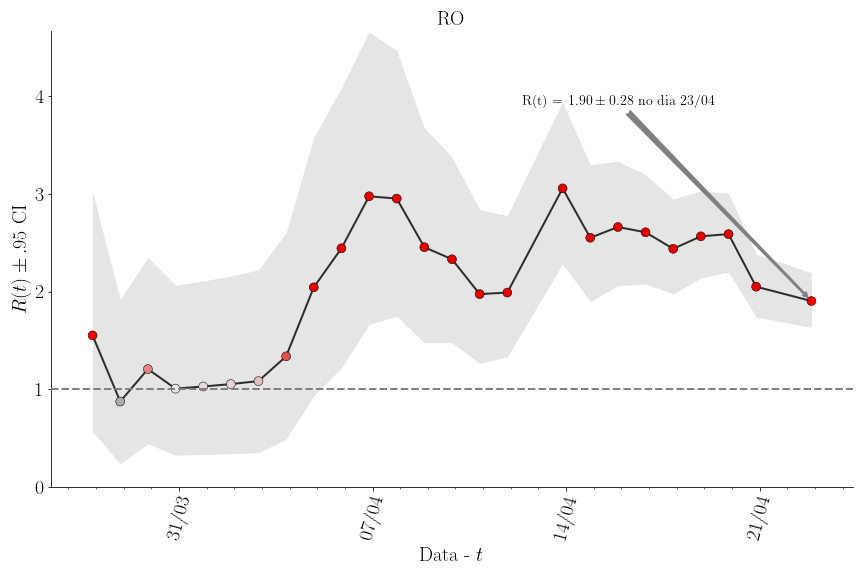 RO
R(t) = 1.90 ± 0.28 no dia 23/04
R(t) ± .95 CI
4
3
2
1
0
31/03
07/04
14/04
21/04
Data - t